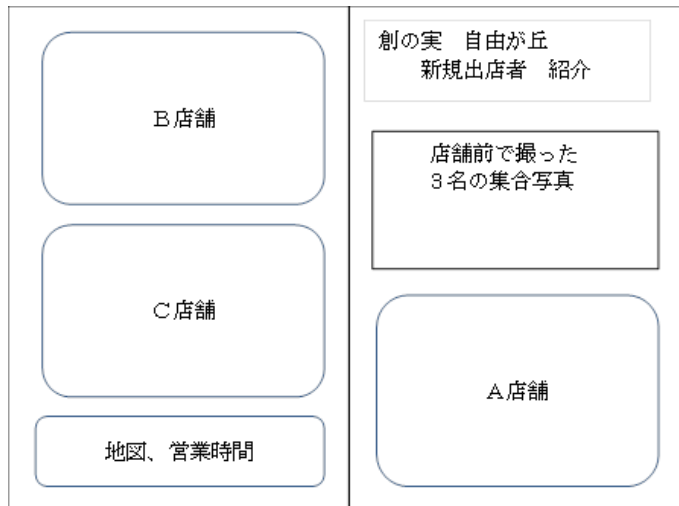 創の実　自由が丘
新規出店者　紹介
店舗前で撮った
３名の集合写真
Ａ店舗
Ｂ店舗
Ｃ店舗
地図、営業時間